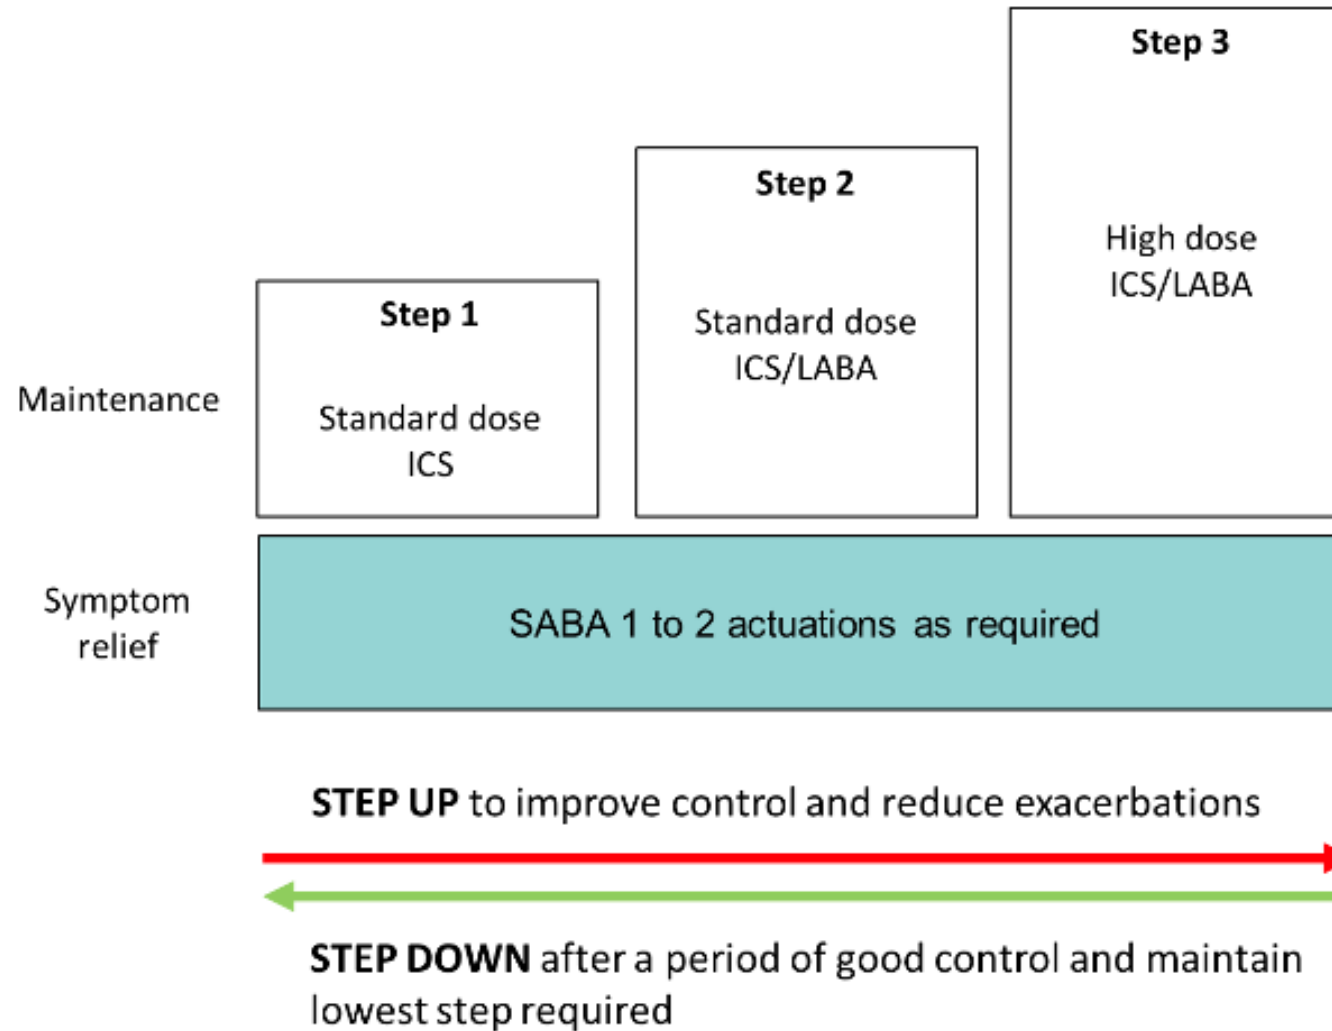 Step 3
High dose
ICS/LABA
Step 2
Standard dose
ICS/LABA
Step 1
Standard dose
ICS
Maintenance
SABA 1 to 2 actuations as required
Symptom
relief
STEP UP to improve control and reduce exacerbations
STEP DOWN after a period of good control and maintain
lowest step required